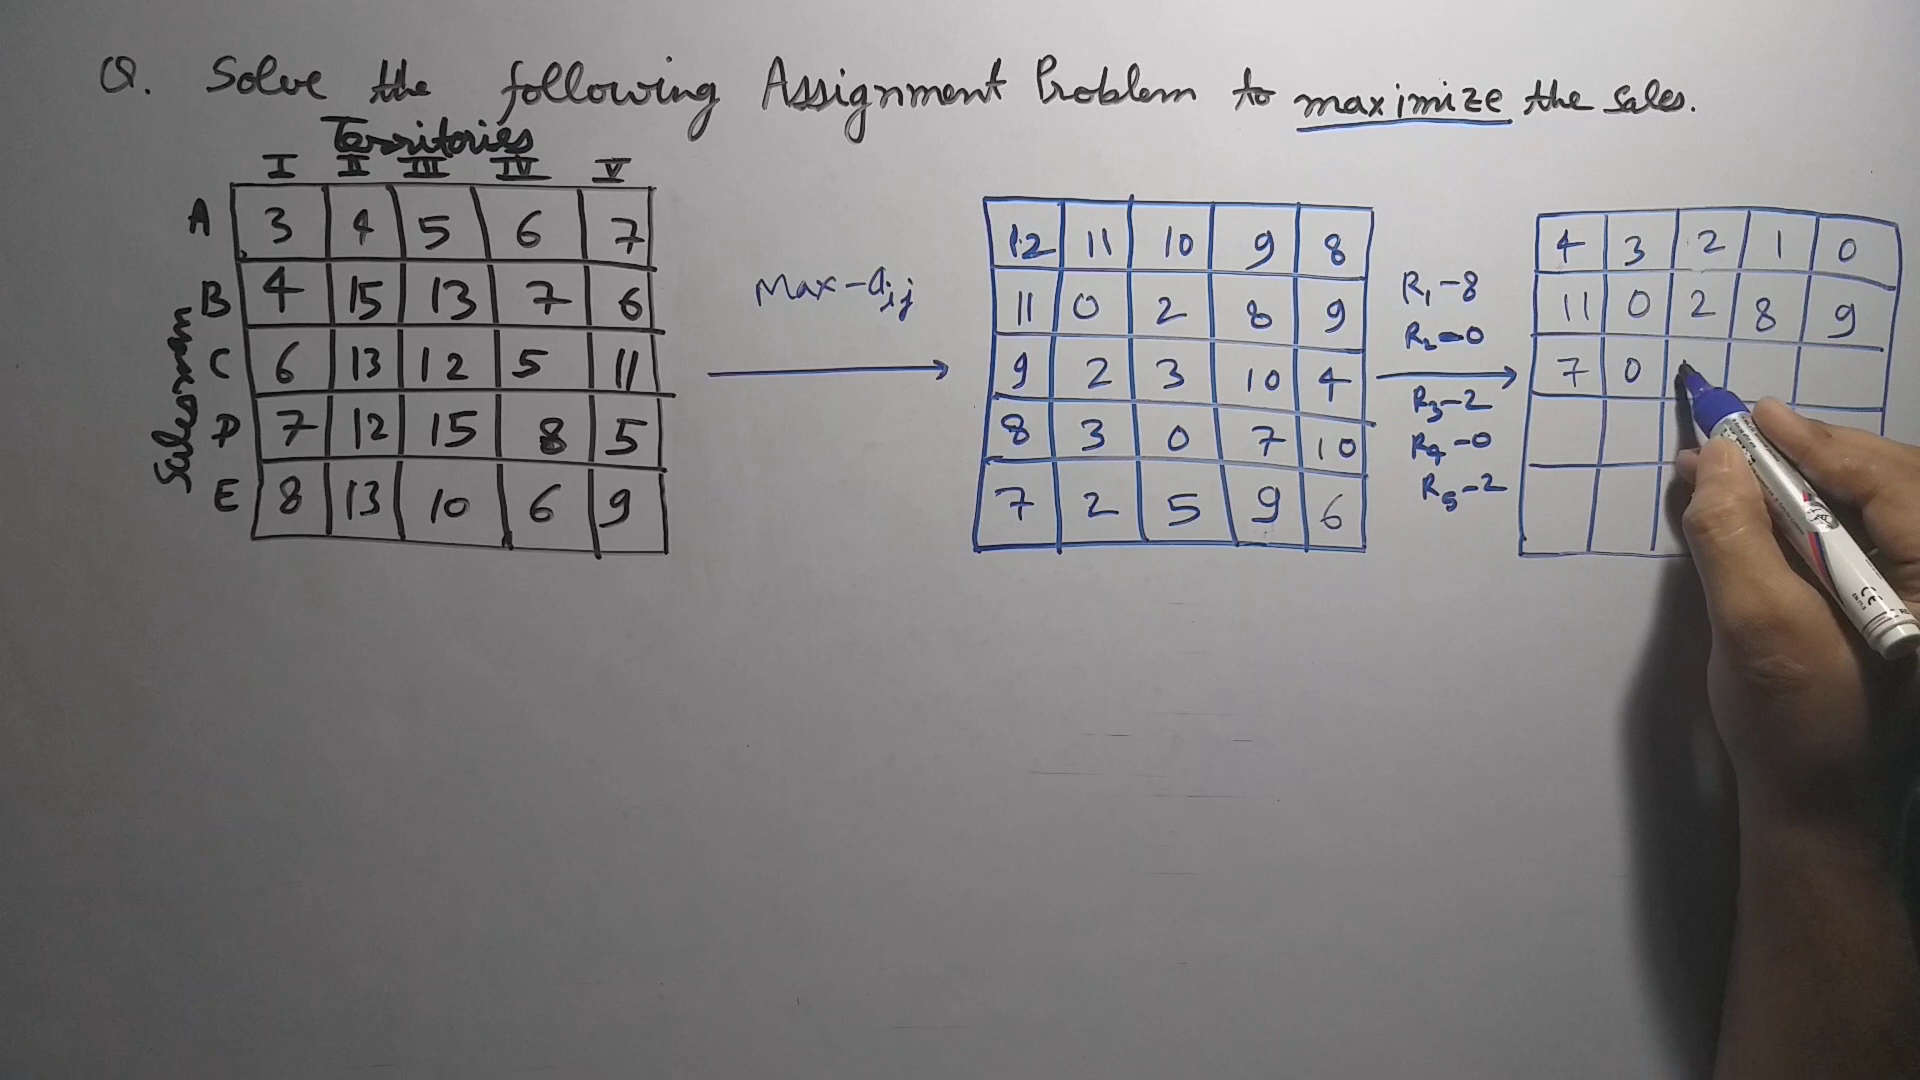 Q. Solve the following Assignment Problem to maximize the sales.
Territories
I II III IV V
Salesman
A 3 4 5 6 7
B 4 15 13 7 6
C 6 13 12 5 11
D 7 12 15 8 5
E 8 13 10 6 9
Max-aij
12 11 10 9 8
11 0 2 8 9
9 2 3 10 4
8 3 0 7 10
7 2 5 9 6
R1-8
R2-0
R3-2
R4-0
R5-2
4 3 2 1 0
11 0 2 8 9
7 0